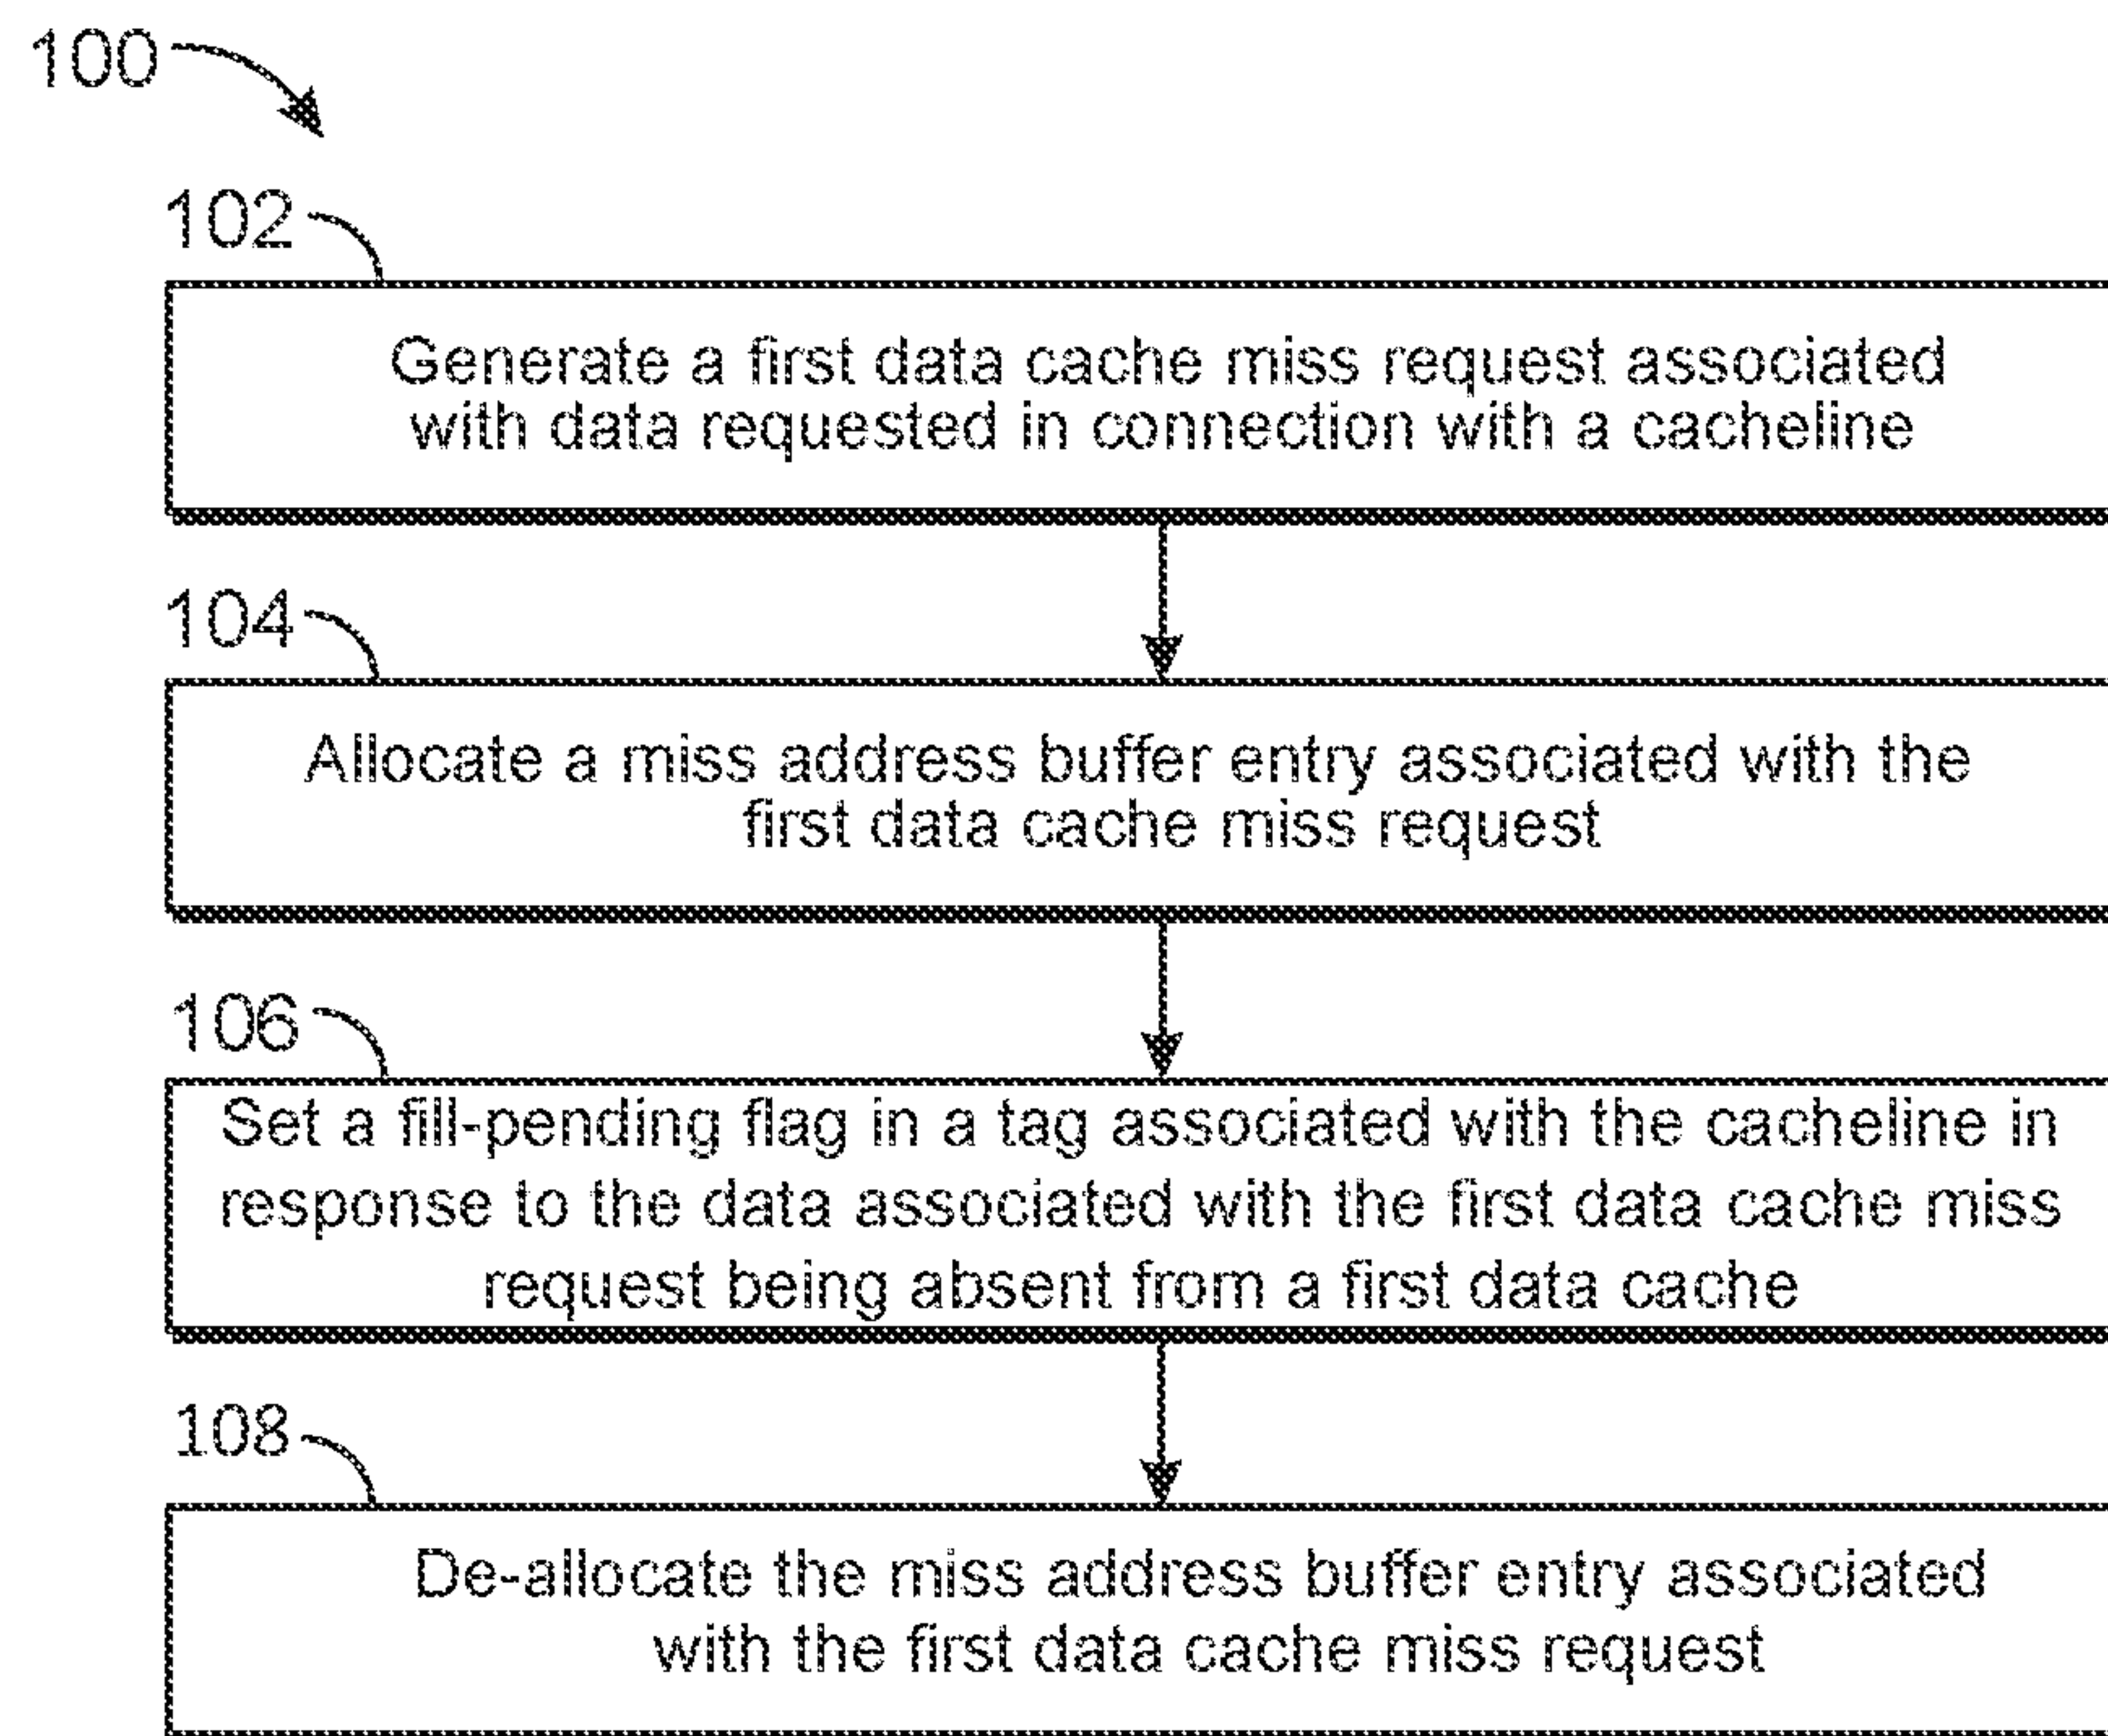 100
102
Generate a first data cache miss request associated
with data requested in connection with a cacheline
104
Allocate a miss address buffer entry associated with the
first data cache miss request
106
Set a fill-pending flag in a tag associated with the cacheline in
response to the data associated with the first data cache miss
request being absent from a first data cache
108
De-allocate the miss address buffer entry associated
with the first data cache miss request